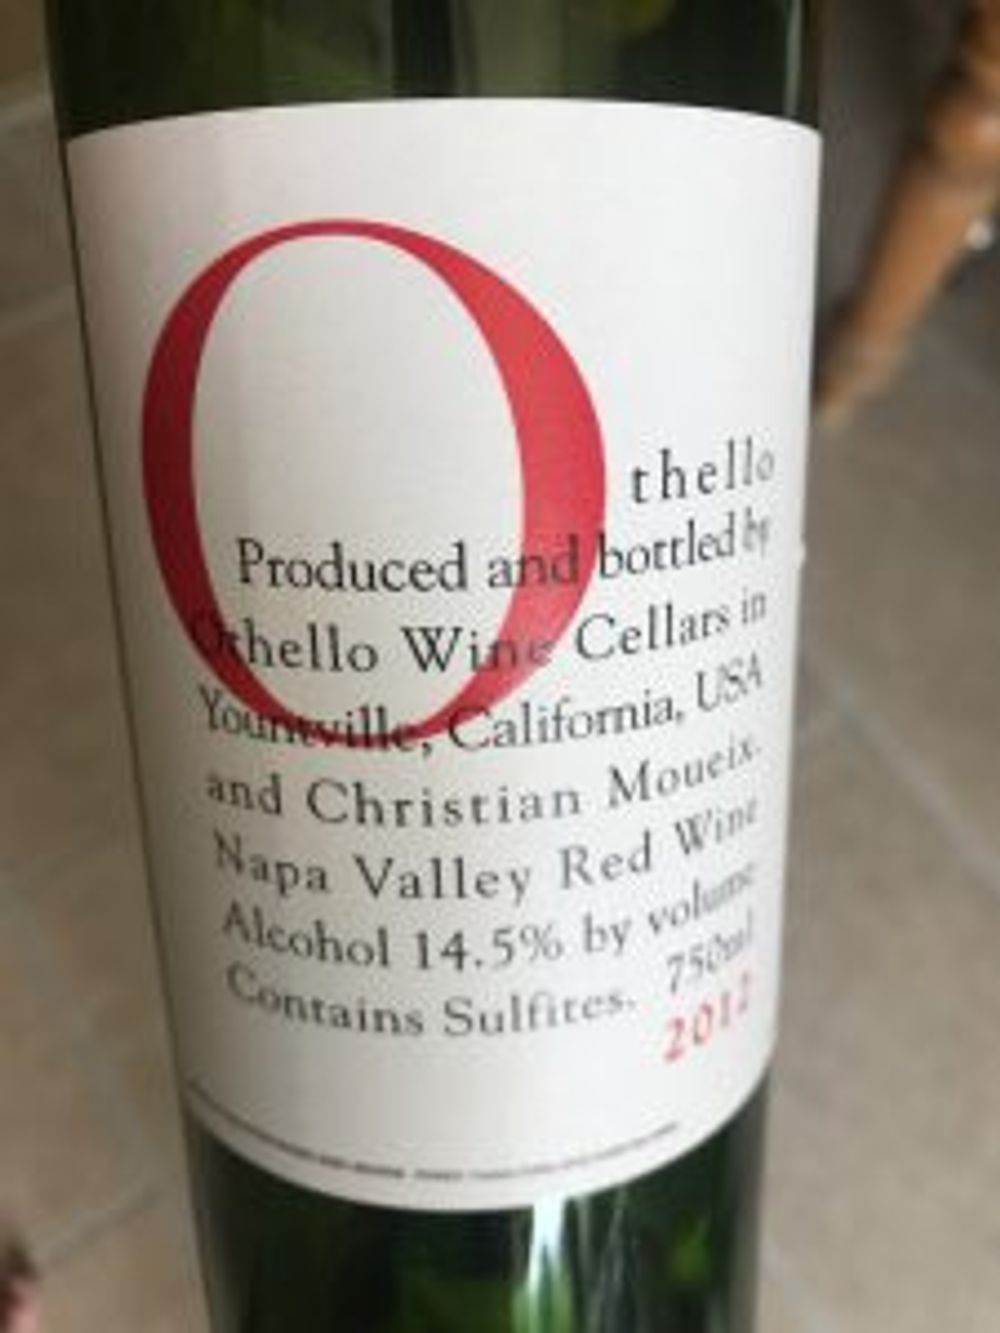 Othello
Produced and bottled by
Othello Wine Cellars in
Yountville, California, USA
and Christian Moueix.
Napa Valley Red Wine
Alcohol 14.5% by volume
Contains Sulfites. 750ml
2012